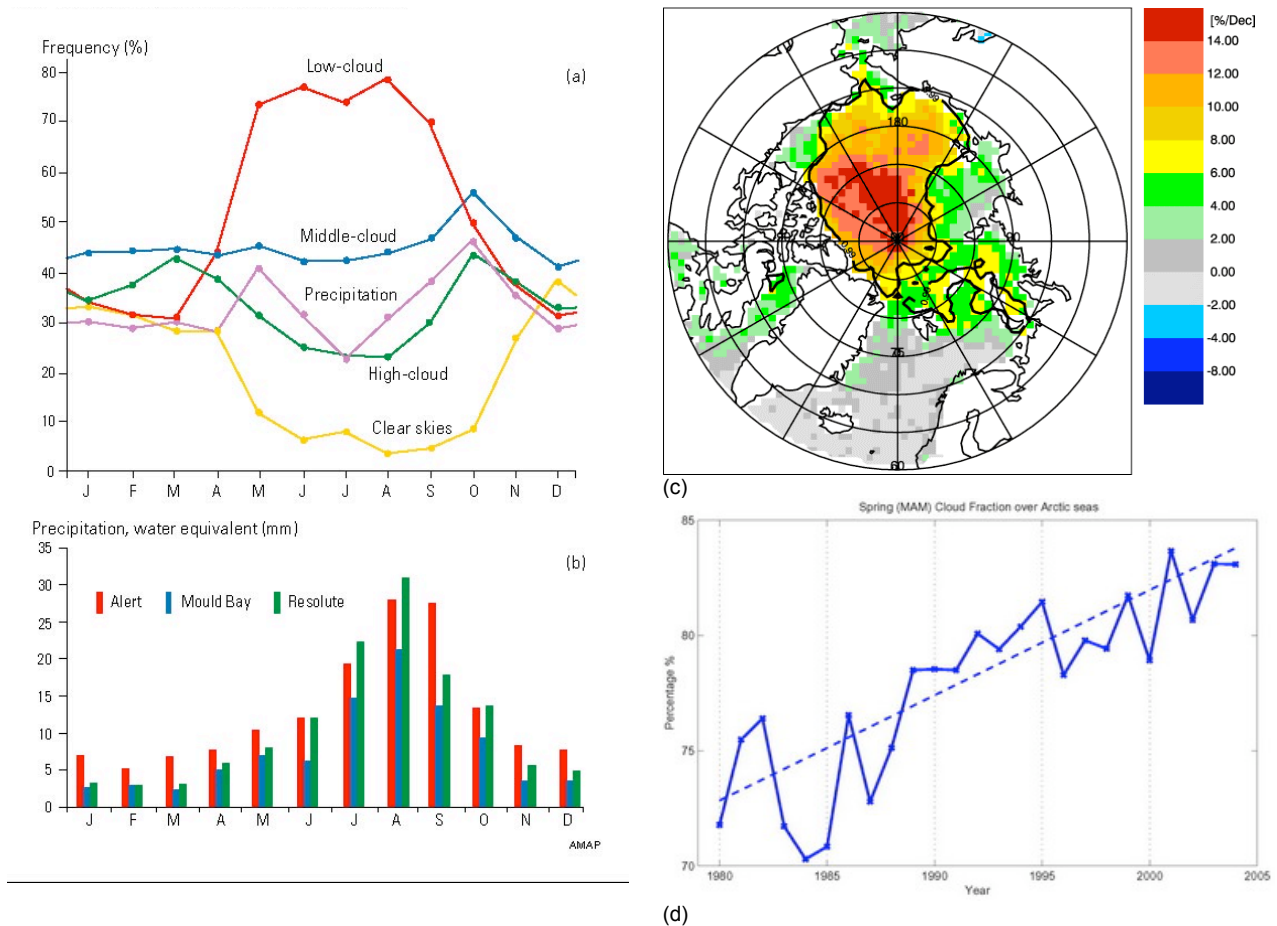 Frequency (%)
(a)
80
70
60
50
40
30
20
10
0
Low-cloud
Middle-cloud
Precipitation
High-cloud
Clear skies
J F M A M J J A S O N D
Precipitation, water equivalent (mm)
(b)
35
30
25
20
15
10
5
0
Alert Mould Bay Resolute
J F M A M J J A S O N D
AMAP
[%/Dec]
14.00
12.00
10.00
8.00
6.00
4.00
2.00
0.00
-2.00
-4.00
-8.00
180
75
60
(c)
Spring (MAM) Cloud Fraction over Arctic seas
85
80
75
70
Percentage %
1980 1985 1990 1995 2000 2005
Year
(d)